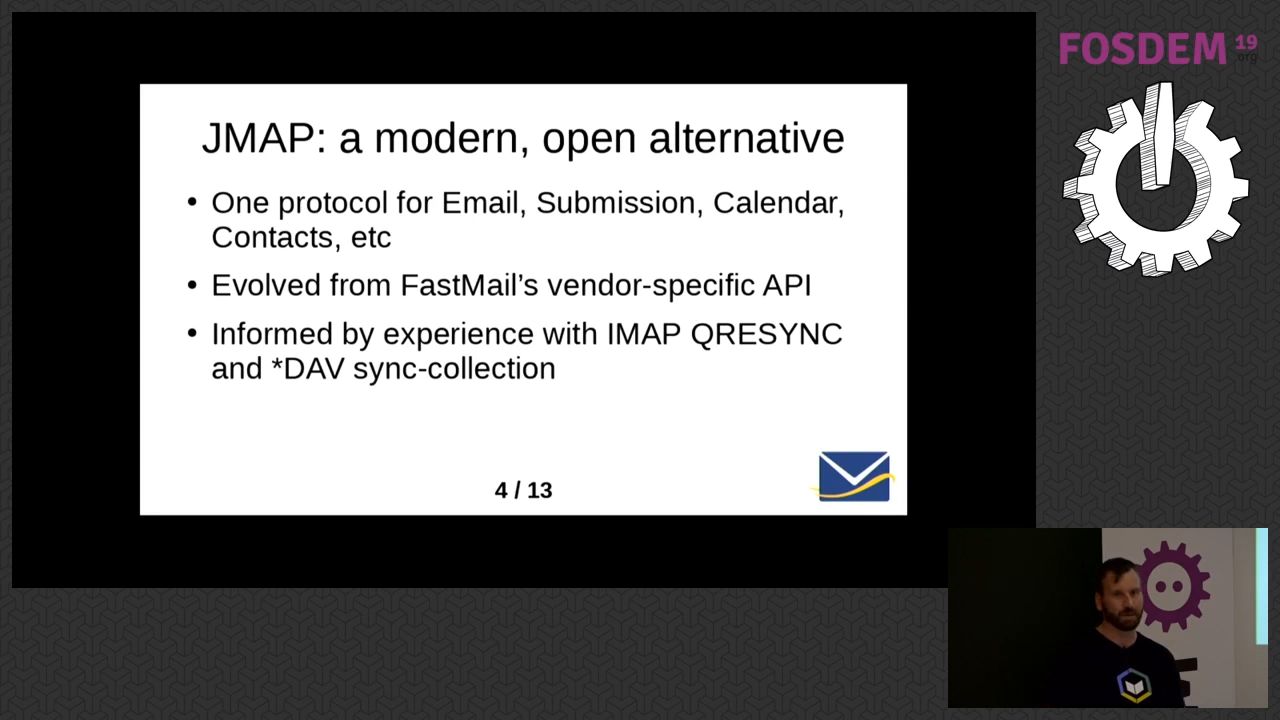 FOSDEM 19
.org
JMAP: a modern, open alternative
• One protocol for Email, Submission, Calendar,
Contacts, etc
• Evolved from FastMail’s vendor-specific API
• Informed by experience with IMAP QRESYNC
and *DAV sync-collection
4 / 13